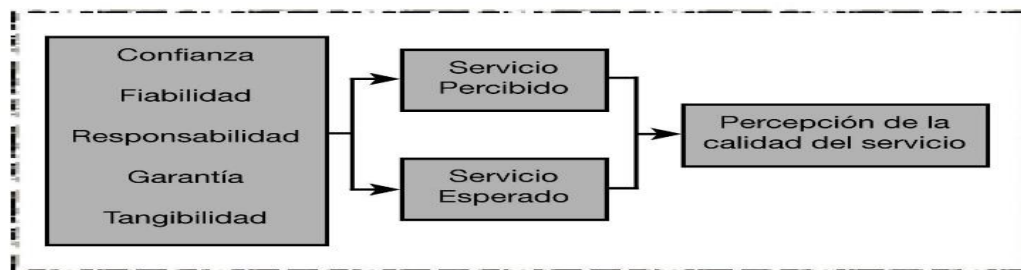 Confianza
Fiabilidad
Responsabilidad
Garantía
Tangibilidad
Servicio
Percibido
Servicio
Esperado
Percepción de la
calidad del servicio